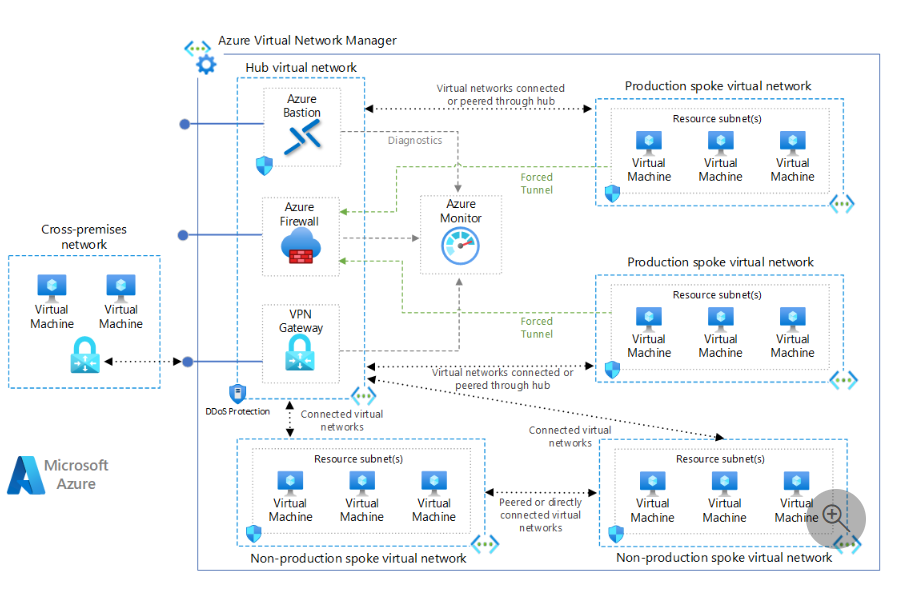 Azure Virtual Network Manager
Hub virtual network
Azure
Bastion
Diagnostics
Virtual networks connected
or peered through hub
Production spoke virtual network
Resource subnet(s)
Virtual
Machine
Virtual
Machine
Virtual
Machine
Forced
Tunnel
Azure
Firewall
Azure
Monitor
Cross-premises
network
Virtual
Machine
Virtual
Machine
Production spoke virtual network
Resource subnet(s)
Virtual
Machine
Virtual
Machine
Virtual
Machine
Forced
Tunnel
VPN
Gateway
Virtual networks connected or
peered through hub
DDoS Protection
Connected virtual
networks
Connected virtual
networks
Microsoft
Azure
Resource subnet(s)
Virtual
Machine
Virtual
Machine
Virtual
Machine
Non-production spoke virtual network
Peered or directly
connected virtual
networks
Resource subnet(s)
Virtual
Machine
Virtual
Machine
Virtual
Machine
Non-production spoke virtual network